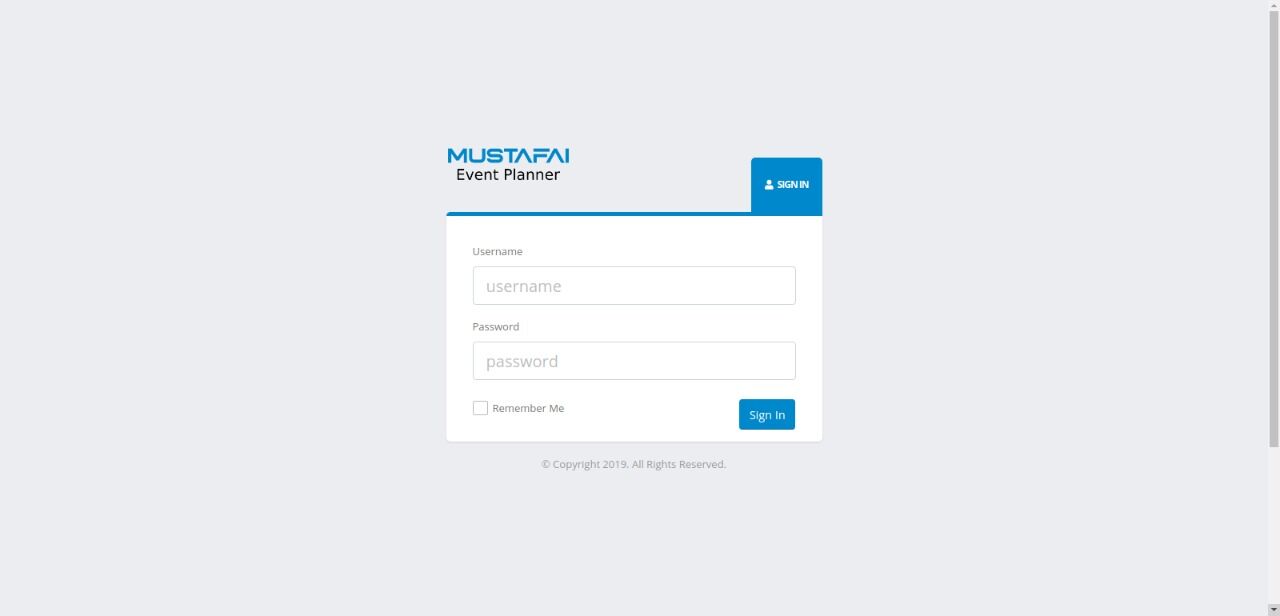 MUSTAFAI
Event Planner
SIGN IN
Username
username
Password
password
Remember Me
Sign In
© Copyright 2019. All Rights Reserved.